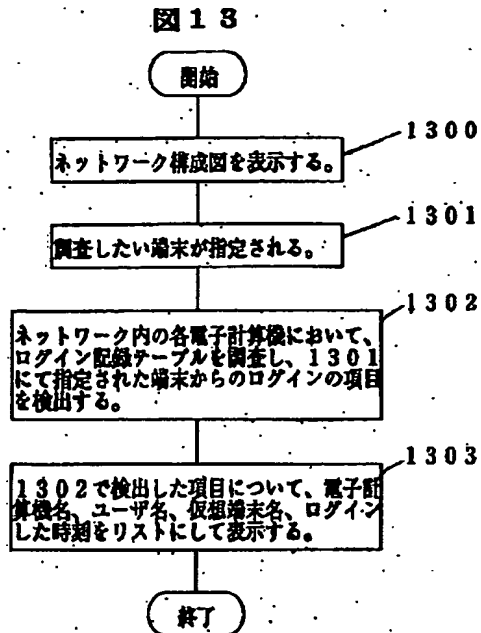 図１３
開始
1300
ネットワーク構成図を表示する。
1301
調査したい端末が指定される。
1302
ネットワーク内の各電子計算機において、
ログイン記録テーブルを調査し、１３０１
にて指定された端末からのログインの項目
を検出する。
1303
１３０２で検出した項目について、電子計
算機名、ユーザ名、仮想端末名、ログイン
した時刻をリストにして表示する。
終了